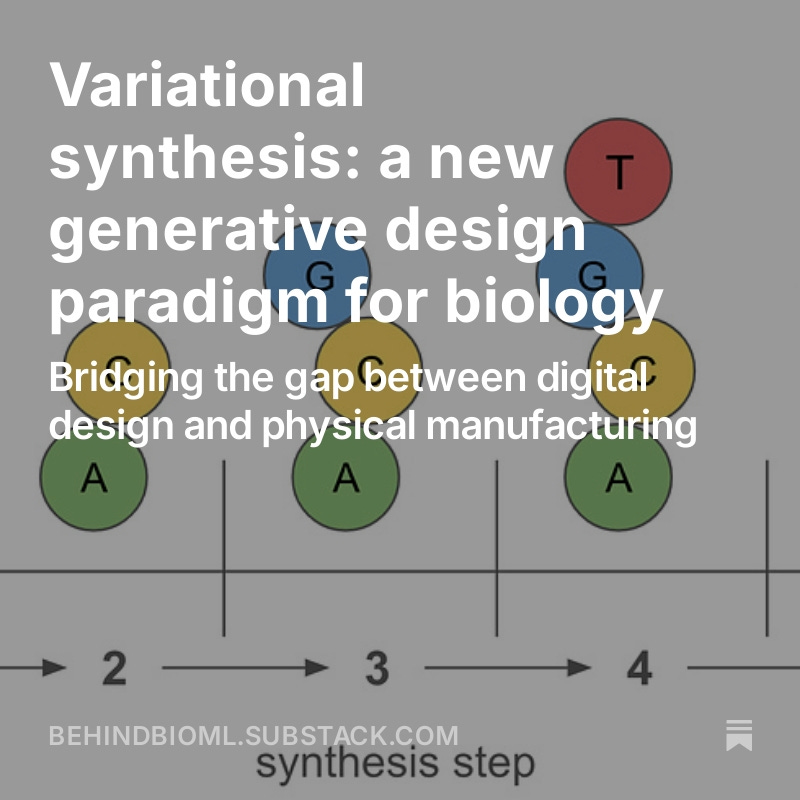 Variational
synthesis: a new
generative design
paradigm for biology
Bridging the gap between digital
design and physical manufacturing
T
G G
C C C
A A A
2 3 4
BEHINDBIOML.SUBSTACK.COM
synthesis step